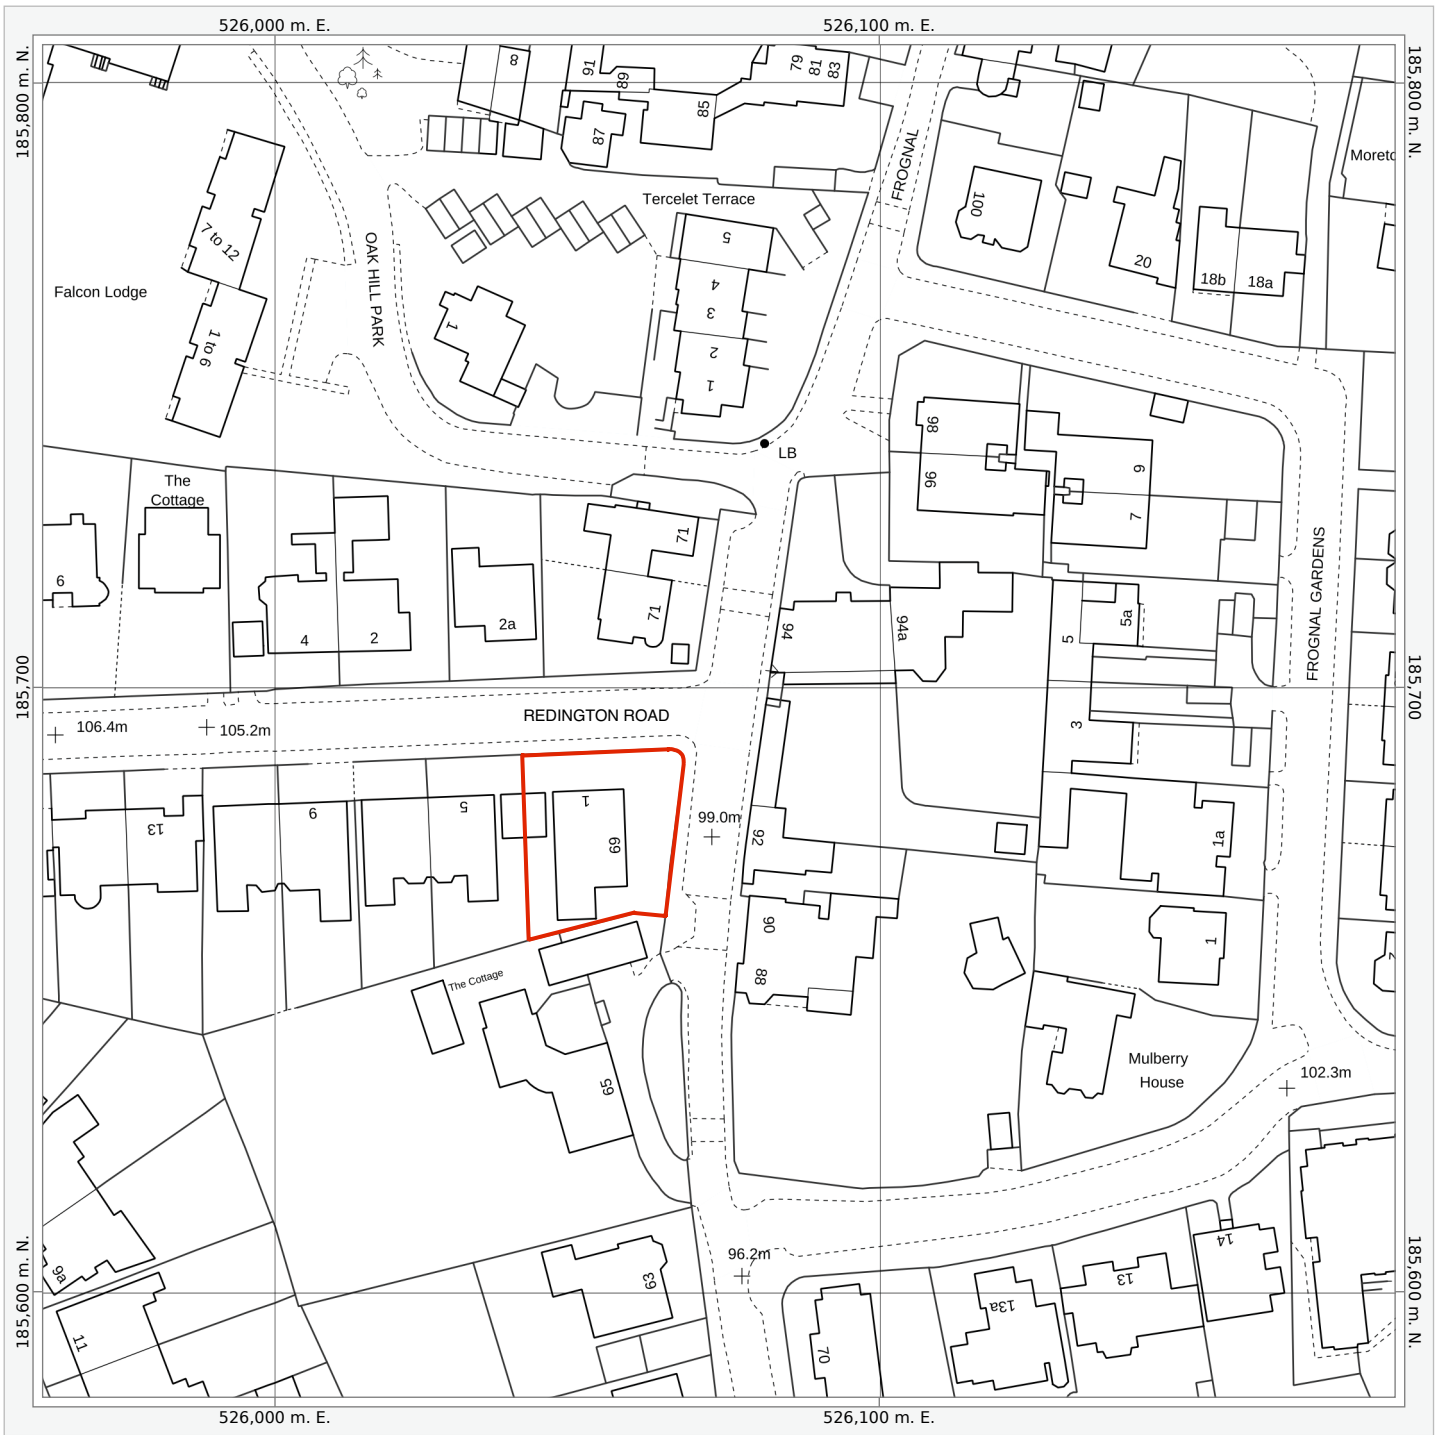 526,000 m. E.
526,100 m. E.
185,800 m. N.
185,800 m. N.
8
91
89
79
81
83
85
87
FROGNAL
Moreto
Tercelet Terrace
7 to 12
OAK HILL PARK
5
4
3
2
1
1
100
20
18b
18a
Falcon Lodge
1 to 6
LB
98
96
9
7
The
Cottage
6
4
2
2a
71
71
94
94a
5
5a
FROGNAL GARDENS
185,700
185,700
REDINGTON ROAD
106.4m
105.2m
3
13
9
5
1
69
99.0m
92
1a
90
88
1
2
The Cottage
65
Mulberry
House
102.3m
185,600 m. N.
185,600 m. N.
9a
11
63
96.2m
70
13a
13
14
526,000 m. E.
526,100 m. E.